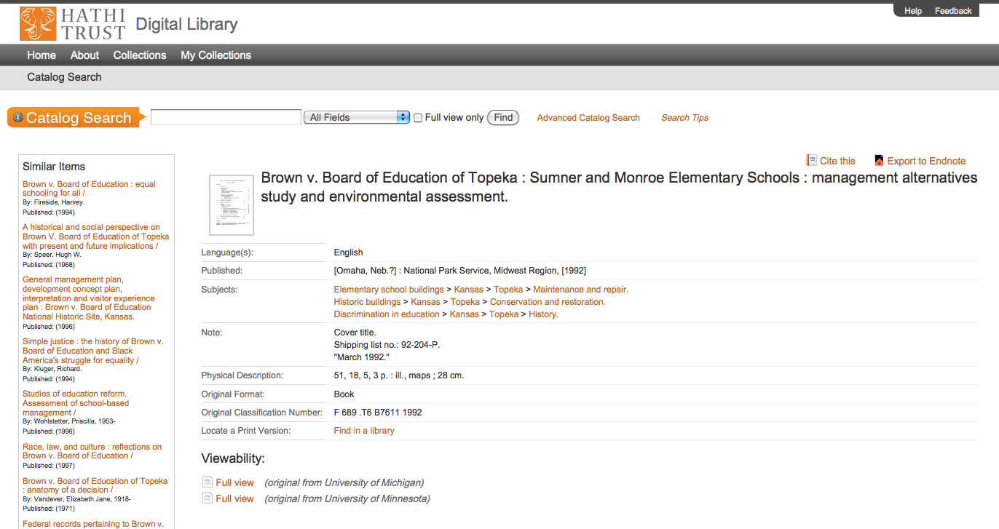 Help Feedback
HATHI
TRUST
Digital Library
Home About Collections My Collections
Catalog Search
Catalog Search All Fields Full view only Find Advanced Catalog Search Search Tips
Similar Items
Brown v. Board of Education : equal
schooling for all /
By: Fireside, Harvey.
Published: (1994)
A historical and social perspective on
Brown V. Board of Education of Topeka
with present and future implications /
By: Speer, Hugh W.
Published: (1968)
General management plan,
development concept plan,
interpretation and visitor experience
plan : Brown v. Board of Education
National Historic Site, Kansas.
Published: (1996)
Simple justice : the history of Brown v.
Board of Education and Black
America's struggle for equality /
By: Kluger, Richard.
Published: (1994)
Studies of education reform.
Assessment of school-based
management /
By: Wohlstetter, Priscilla, 1953-
Published: (1996)
Race, law, and culture : reflections on
Brown v. Board of Education /
Published: (1997)
Brown v. Board of Education of Topeka
: anatomy of a decision /
By: Vandever, Elizabeth Jane, 1918-
Published: (1971)
Federal records pertaining to Brown v.
Cite this Export to Endnote
Brown v. Board of Education of Topeka : Sumner and Monroe Elementary Schools : management alternatives
study and environmental assessment.
Language(s): English
Published: [Omaha, Neb.?] : National Park Service, Midwest Region, [1992]
Subjects: Elementary school buildings > Kansas > Topeka > Maintenance and repair.
Historic buildings > Kansas > Topeka > Conservation and restoration.
Discrimination in education > Kansas > Topeka > History.
Note: Cover title.
Shipping list no.: 92-204-P.
"March 1992."
Physical Description: 51, 18, 5, 3 p. : ill., maps ; 28 cm.
Original Format: Book
Original Classification Number: F 689 .T6 B7611 1992
Locate a Print Version: Find in a library
Viewability:
Full view (original from University of Michigan)
Full view (original from University of Minnesota)